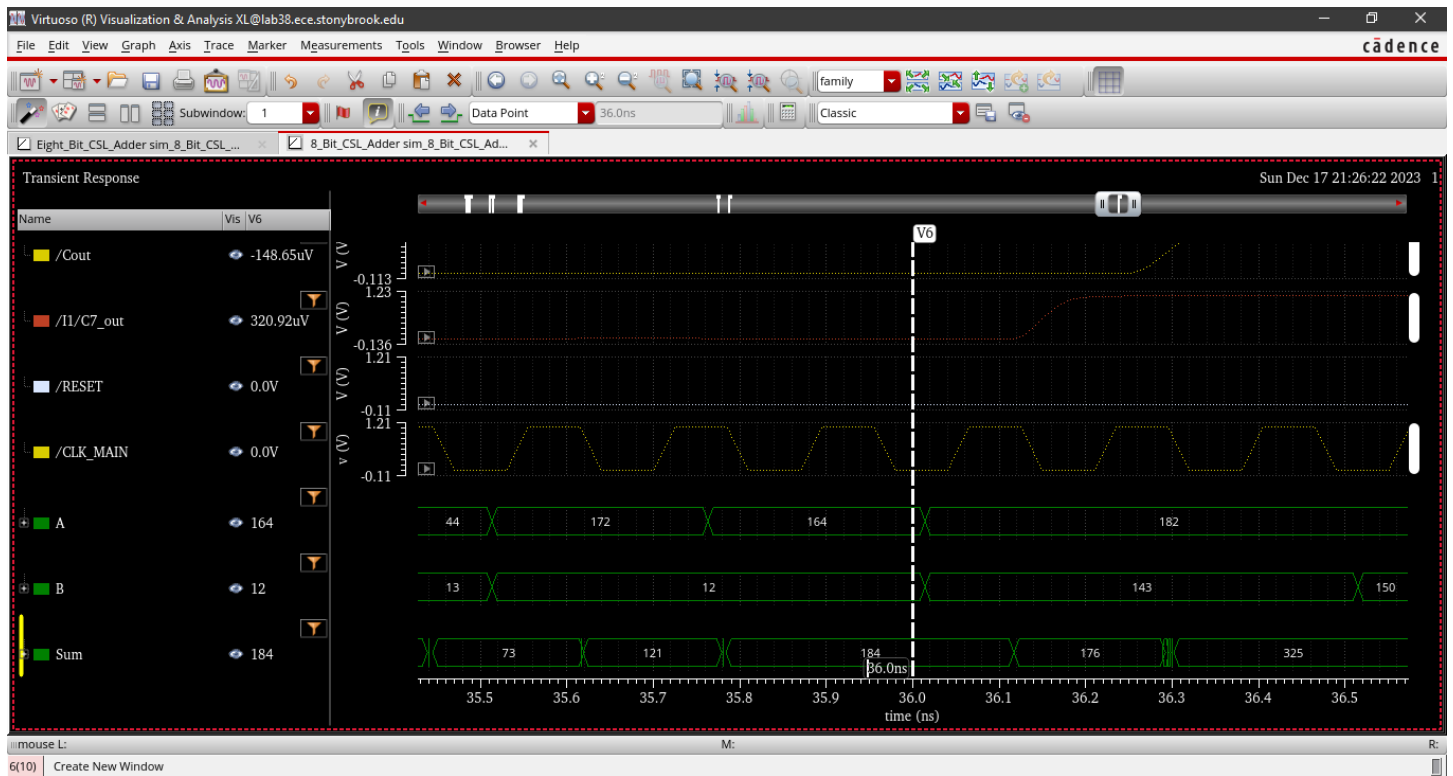 Virtuoso (R) Visualization & Analysis XL@lab38.ece.stonybrook.edu
File Edit View Graph Axis Trace Marker Measurements Tools Window Browser Help
cādence
family
Subwindow: 1
Data Point
36.0ns
Classic
Eight_Bit_CSL_Adder sim_8_Bit_CSL_...
8_Bit_CSL_Adder sim_8_Bit_CSL_Ad...
Transient Response
Sun Dec 17 21:26:22 2023 1
Name Vis V6
V6
/Cout -148.65uV
V (V)
-0.113
1.23
/I1/C7_out 320.92uV
V (V)
-0.136
1.21
/RESET 0.0V
V (V)
-0.11
1.21
/CLK_MAIN 0.0V
V (V)
-0.11
A 164
44 172 164 182
B 12
13 12 143 150
Sum 184
73 121 184 176 325
36.0ns
35.5 35.6 35.7 35.8 35.9 36.0 36.1 36.2 36.3 36.4 36.5
time (ns)
mouse L: M: R:
6(10) Create New Window